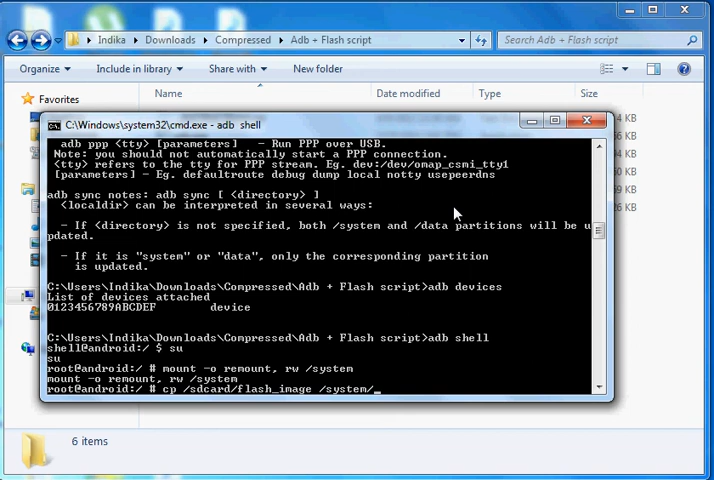 Indika
Downloads
Compressed
Adb + Flash script
Search Adb + Flash script
Organize
Include in library
Share with
New folder
Favorites
Name
Date modified
Type
Size
C:\Windows\system32\cmd.exe - adb shell
adb ppp <tty> [parameters] - Run PPP over USB.
Note: you should not automatically start a PPP connection.
<tty> refers to the tty for PPP stream. Eg. dev:/dev/omap_csmi_tty1
[parameters] - Eg. defaultroute debug dump local notty usepeerdns
adb sync notes: adb sync [ <directory> ]
<localdir> can be interpreted in several ways:
- If <directory> is not specified, both /system and /data partitions will be u
pdated.
- If it is "system" or "data", only the corresponding partition
is updated.
C:\Users\Indika\Downloads\Compressed\Adb + Flash script>adb devices
List of devices attached
0123456789ABCDEF device
C:\Users\Indika\Downloads\Compressed\Adb + Flash script>adb shell
shell@android:/ $ su
su
root@android:/ # mount -o remount, rw /system
mount -o remount, rw /system
root@android:/ # cp /sdcard/flash_image /system/_
6 items